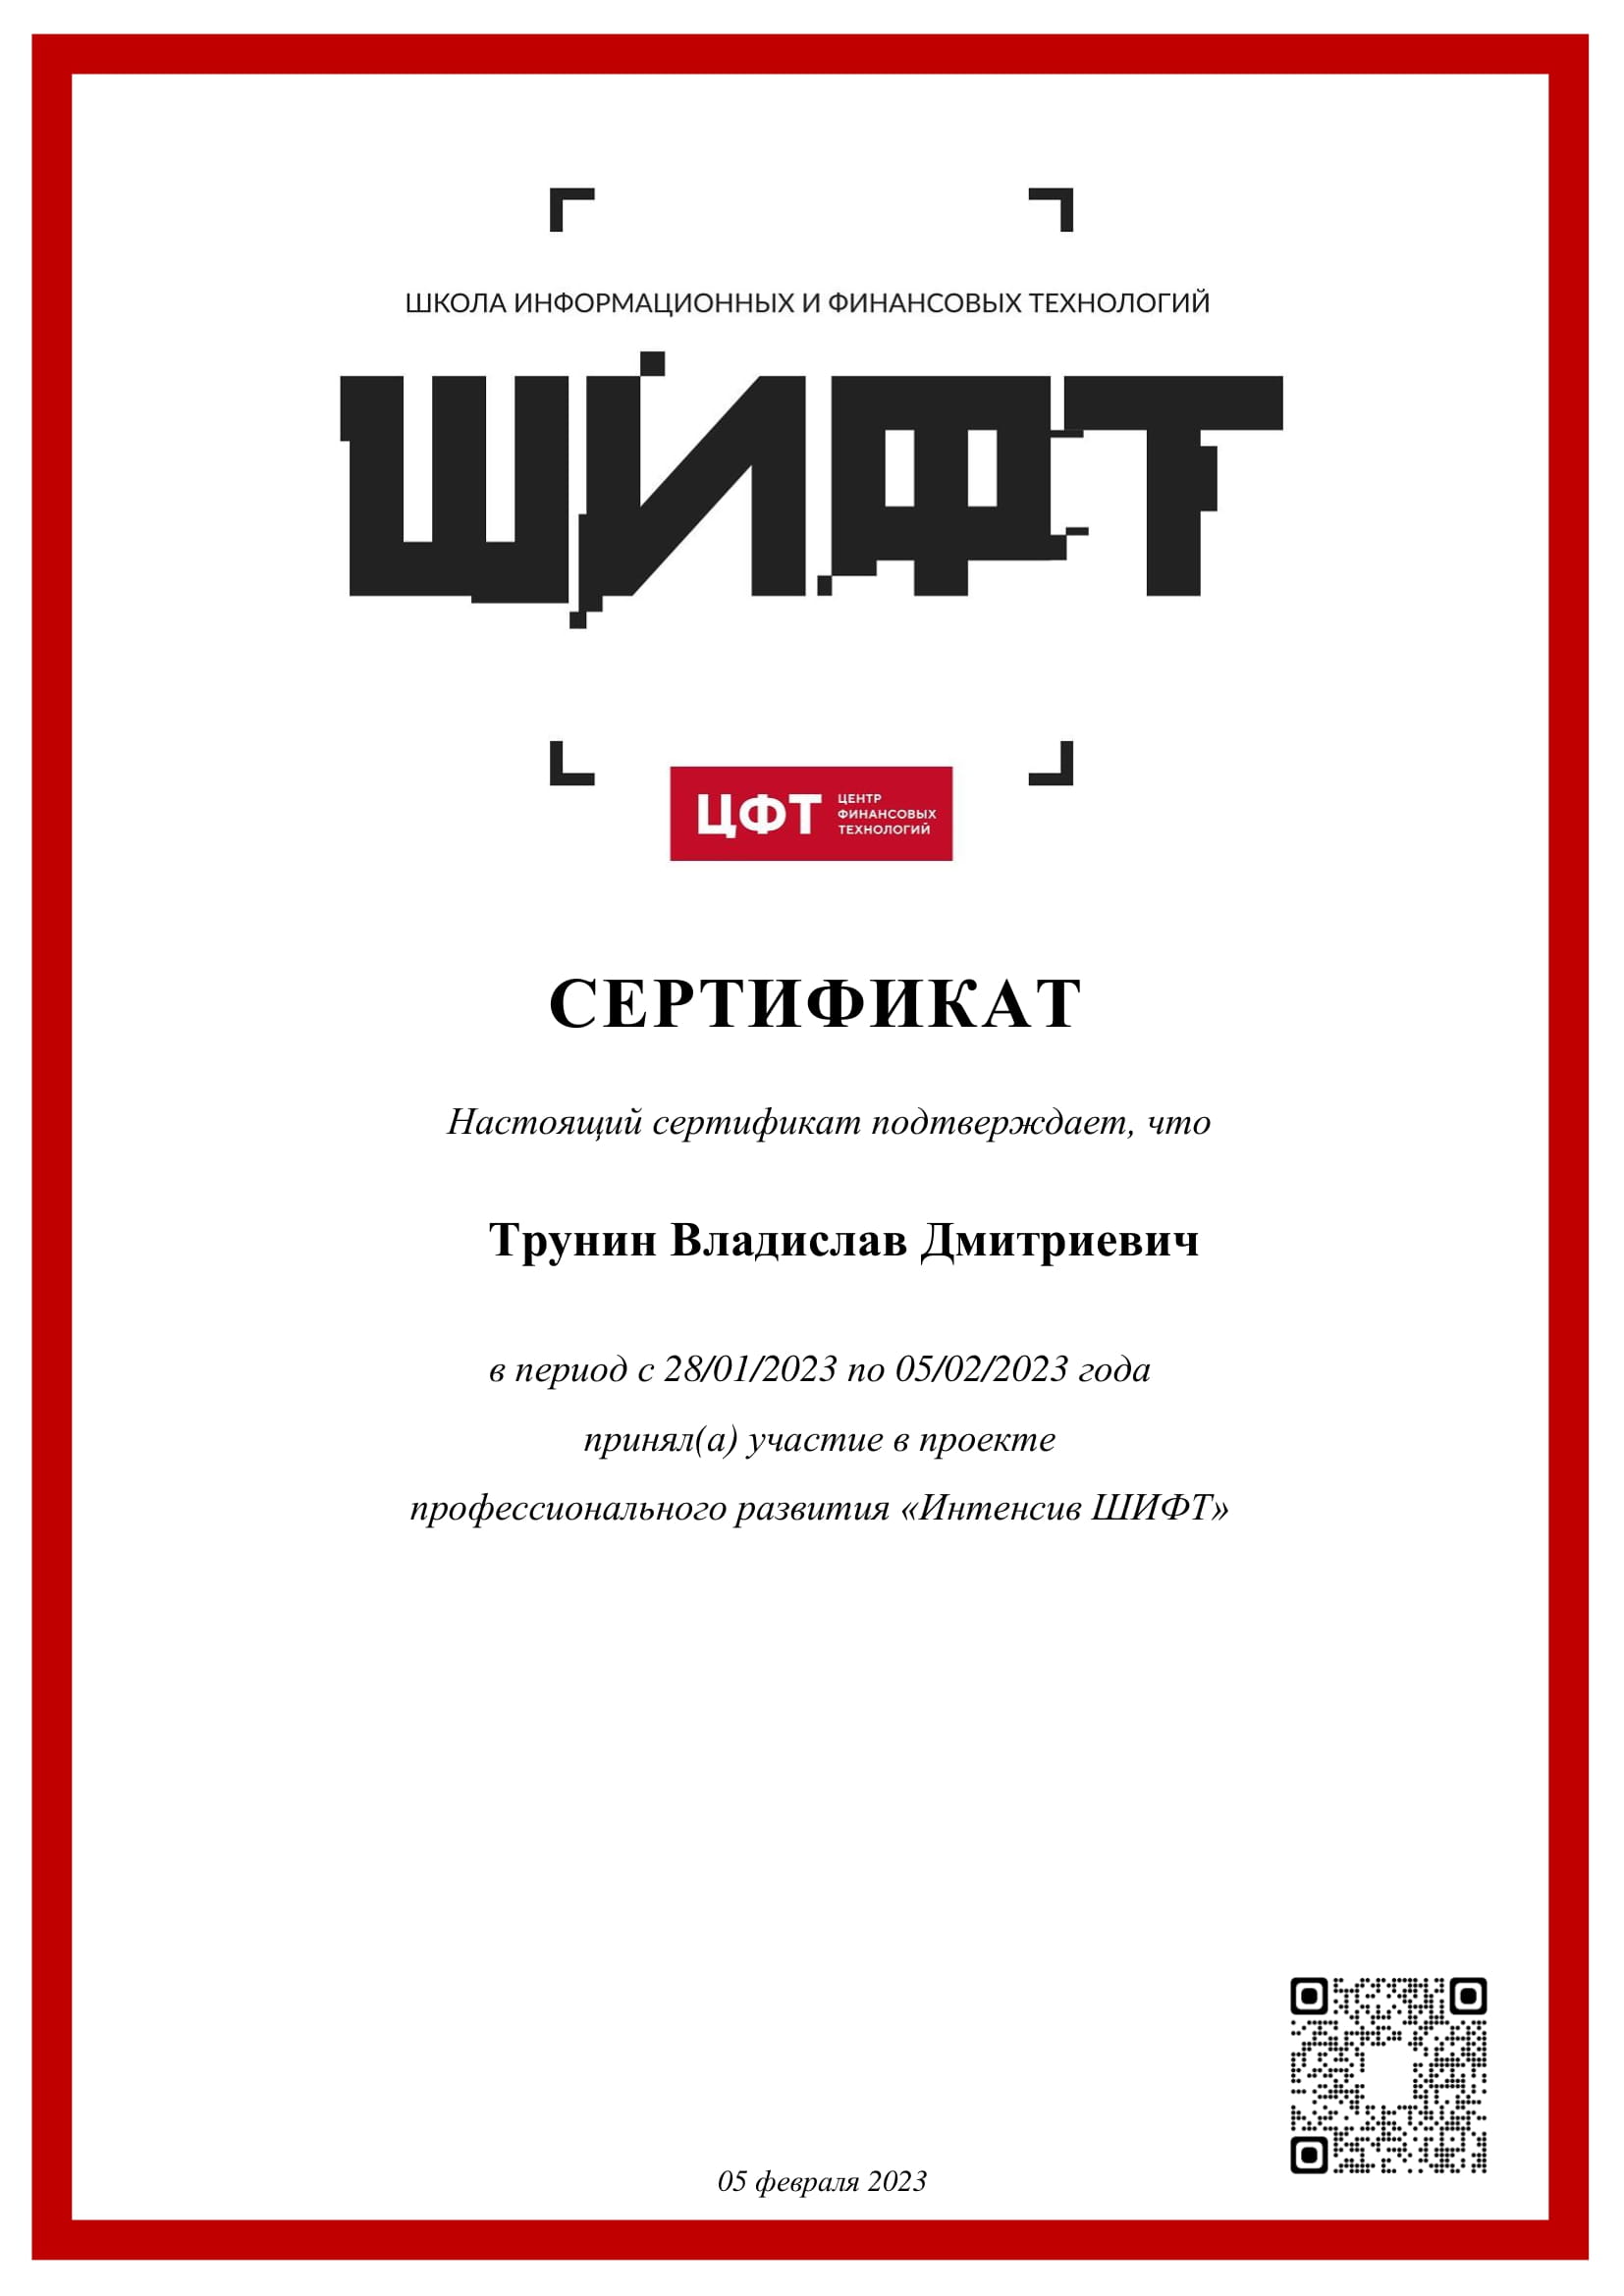 ШКОЛА ИНФОРМАЦИОННЫХ И ФИНАНСОВЫХ ТЕХНОЛОГИЙ
ШИФТ
ЦФТ
ЦЕНТР
ФИНАНСОВЫХ
ТЕХНОЛОГИЙ
СЕРТИФИКАТ
Настоящий сертификат подтверждает, что
Трунин Владислав Дмитриевич
в период с 28/01/2023 по 05/02/2023 года
принял(а) участие в проекте
профессионального развития «Интенсив ШИФТ»
05 февраля 2023